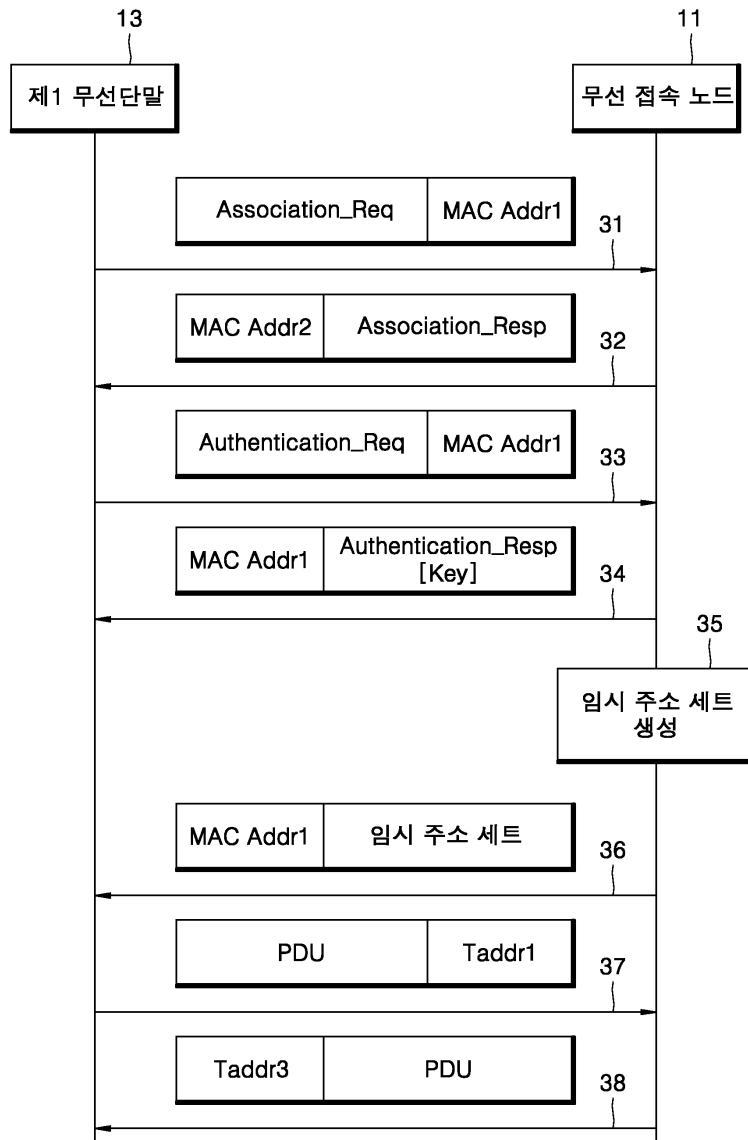 13
11
제1 무선단말
무선 접속 노드
Association_Req
MAC Addr1
31
MAC Addr2
Association_Resp
32
Authentication_Req
MAC Addr1
33
MAC Addr1
Authentication_Resp
[Key]
34
35
임시 주소 세트
생성
MAC Addr1
임시 주소 세트
36
PDU
Taddr1
37
Taddr3
PDU
38